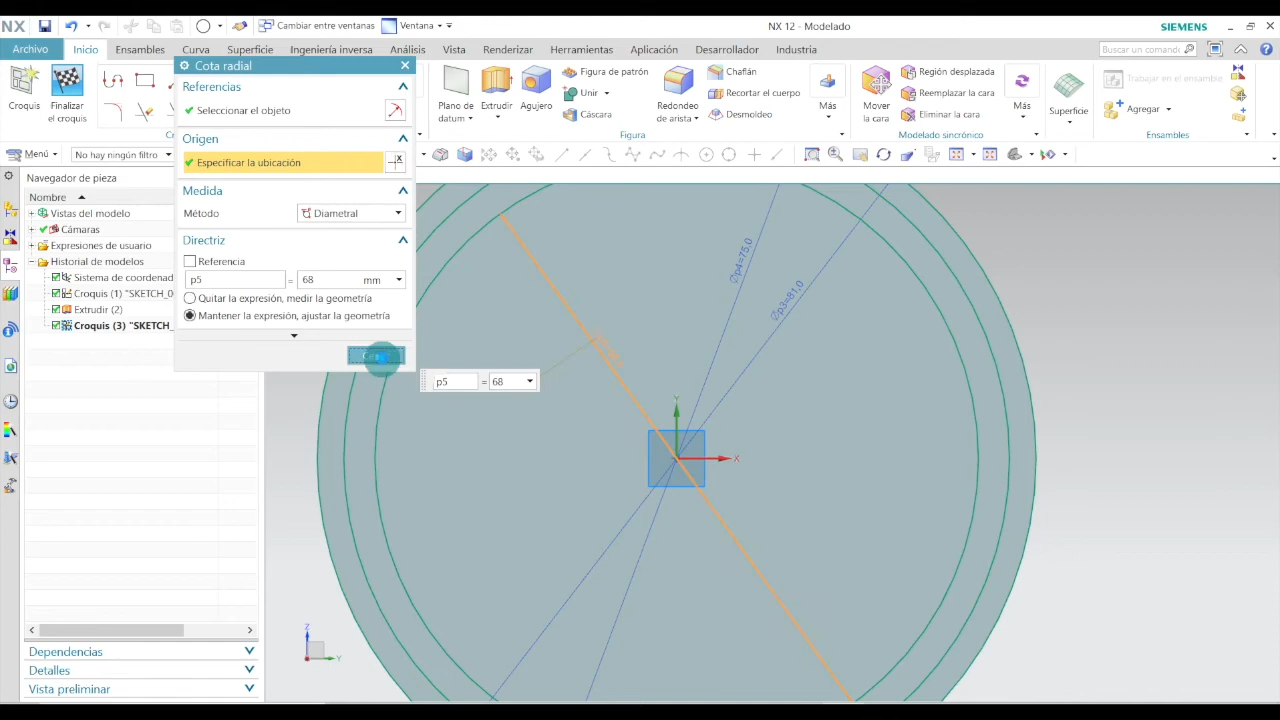 NX
Cambiar entre ventanas
Ventana
NX 12 - Modelado
SIEMENS
Archivo
Inicio
Ensambles
Curva
Superficie
Ingeniería inversa
Análisis
Vista
Renderizar
Herramientas
Aplicación
Desarrollador
Industria
Buscar un comando
Croquis
Finalizar
el croquis
Plano de
datum
Extrudir
Agujero
Figura de patrón
Unir
Cáscara
Redondeo
de arista
Chaflán
Recortar el cuerpo
Desmoldeo
Más
Figura
Mover
la cara
Región desplazada
Reemplazar la cara
Eliminar la cara
Más
Modelado sincrónico
Superficie
Trabajar en el ensamble
Agregar
Ensambles
Menú
No hay ningún filtro
Cota radial
Referencias
Seleccionar el objeto
Origen
Especificar la ubicación
Medida
Método
Diametral
Directriz
Referencia
p5 = 68 mm
Quitar la expresión, medir la geometría
Mantener la expresión, ajustar la geometría
p5 = 68
Navegador de pieza
Nombre
Vistas del modelo
Cámaras
Expresiones de usuario
Historial de modelos
Sistema de coordenad
Croquis (1) "SKETCH_0
Extrudir (2)
Croquis (3) "SKETCH_
Dependencias
Detalles
Vista preliminar
∅p4=75.0
∅p3=81.0
Y
X
Z
Y